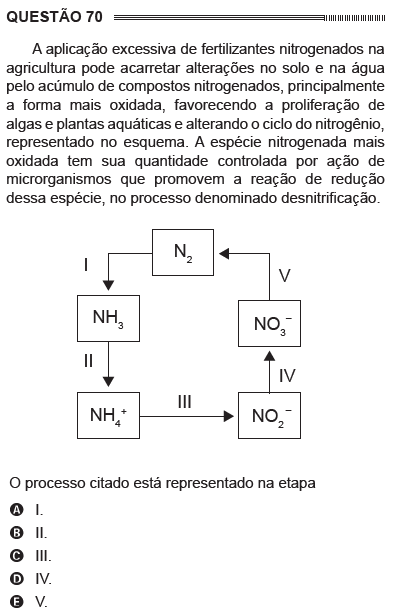 QUESTÃO 70
A aplicação excessiva de fertilizantes nitrogenados na
agricultura pode acarretar alterações no solo e na água
pelo acúmulo de compostos nitrogenados, principalmente
a forma mais oxidada, favorecendo a proliferação de
algas e plantas aquáticas e alterando o ciclo do nitrogênio,
representado no esquema. A espécie nitrogenada mais
oxidada tem sua quantidade controlada por ação de
microrganismos que promovem a reação de redução
dessa espécie, no processo denominado desnitrificação.
N₂
I
V
NH₃
NO₃⁻
II
IV
NH₄⁺
III
NO₂⁻
O processo citado está representado na etapa
A I.
B II.
C III.
D IV.
E V.